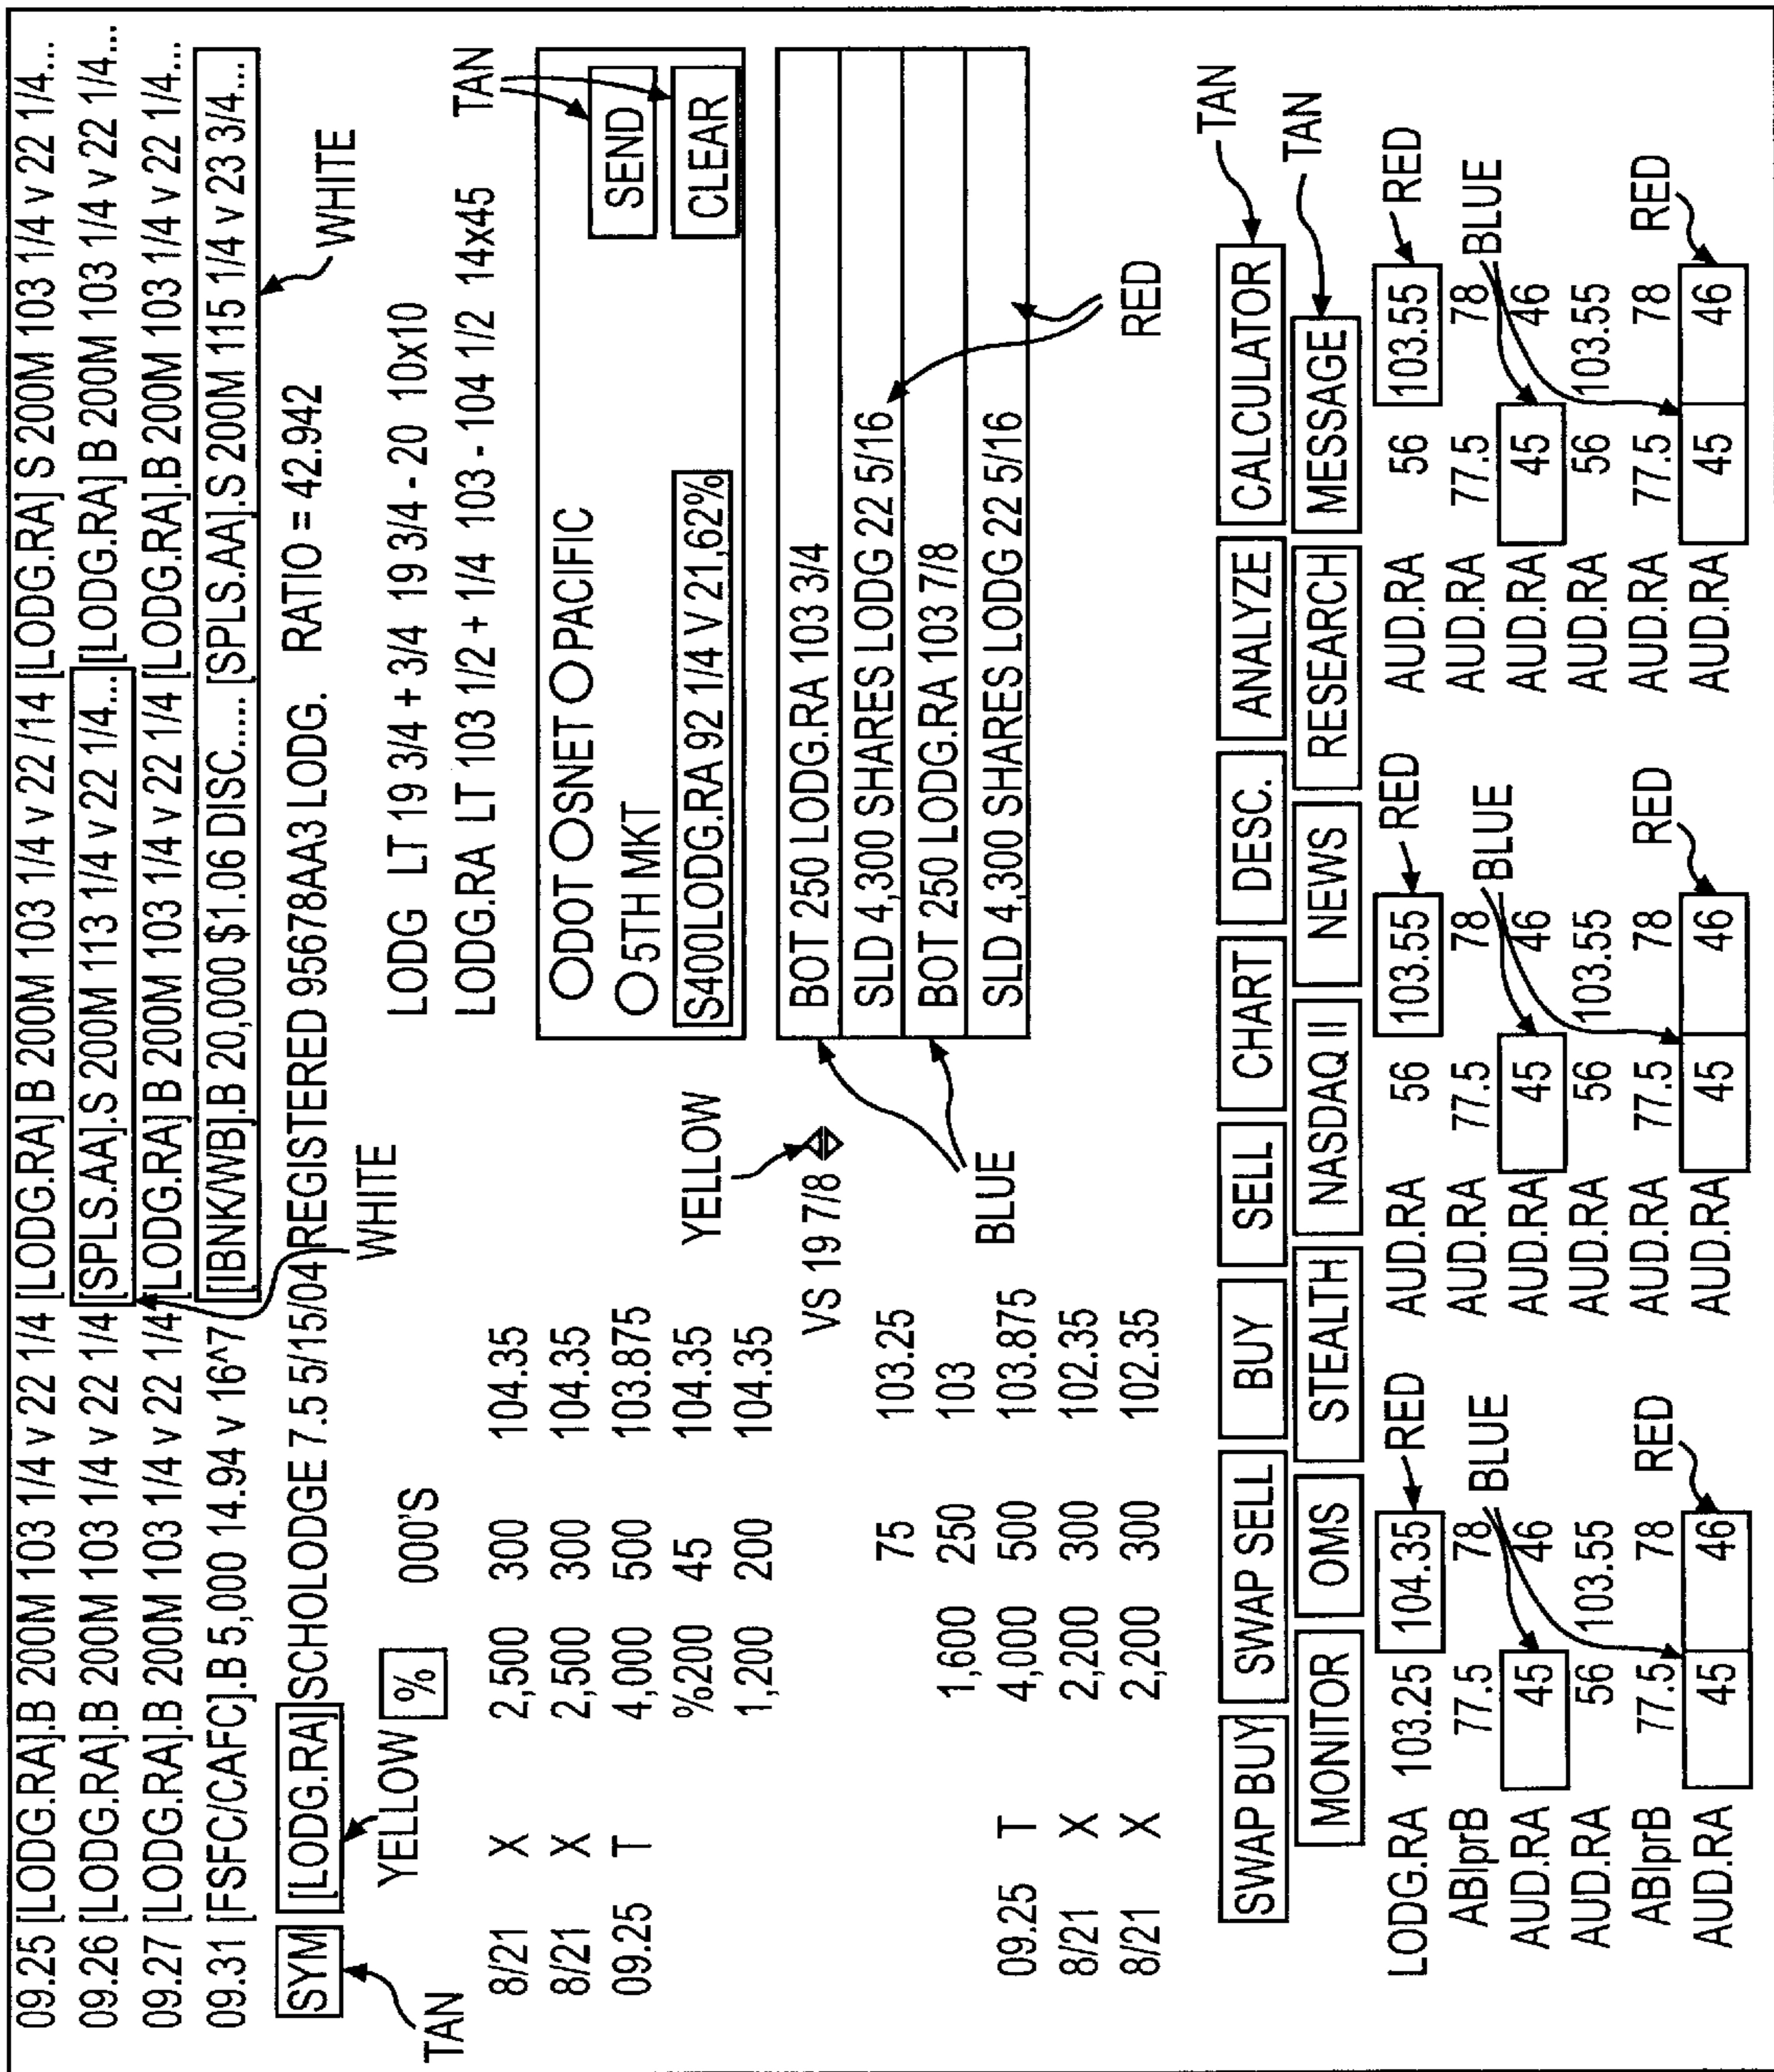 09.25 [LODG.RA].B 200M 103 1/4 v 22 1/4 [LODG.RA] B 200M 103 1/4 v 22 /14 [LODG.RA] S 200M 103 1/4 v 22 1/4...
09.26 [LODG.RA].B 200M 103 1/4 v 22 1/4 [SPLS.AA].S 200M 113 1/4 v 22 1/4... [LODG.RA] B 200M 103 1/4 v 22 1/4...
09.27 [LODG.RA].B 200M 103 1/4 v 22 1/4 [LODG.RA] B 200M 103 1/4 v 22 1/4 [LODG.RA].B 200M 103 1/4 v 22 1/4...
09.31 [FSFC/CAFC].B 5,000 14.94 v 16^7 [IBNK/WB].B 20,000 $1.06 DISC..... [SPLS.AA].S 200M 115 1/4 v 23 3/4...
SYM [LODG.RA] SCHOLODGE 7.5 5/15/04 REGISTERED 95678AA3 LODG. RATIO = 42.942
WHITE
WHITE
TAN
YELLOW
% 000'S
LODG LT 19 3/4 + 3/4 19 3/4 - 20 10x10
LODG.RA LT 103 1/2 + 1/4 103 - 104 1/2 14x45
TAN
8/21 X 2,500 300 104.35
8/21 X 2,500 300 104.35
09.25 T 4,000 500 103.875
%200 45 104.35
1,200 200 104.35
ODOT OSNET O PACIFIC
O 5TH MKT
SEND
S400LODG.RA 92 1/4 V 21,62%
CLEAR
YELLOW
VS 19 7/8
BOT 250 LODG.RA 103 3/4
SLD 4,300 SHARES LODG 22 5/16
BOT 250 LODG.RA 103 7/8
SLD 4,300 SHARES LODG 22 5/16
BLUE
RED
75 103.25
1,600 250 103
09.25 T 4,000 500 103.875
8/21 X 2,200 300 102.35
8/21 X 2,200 300 102.35
SWAP BUY SWAP SELL BUY SELL CHART DESC. ANALYZE CALCULATOR
TAN
MONITOR OMS STEALTH NASDAQ II NEWS RESEARCH MESSAGE
TAN
LODG.RA 103.25 104.35 RED AUD.RA 56 103.55 RED AUD.RA 56 103.55 RED
ABIprB 77.5 78 AUD.RA 77.5 78 AUD.RA 77.5 78
BLUE BLUE BLUE
AUD.RA 45 46 AUD.RA 45 46 AUD.RA 45 46
AUD.RA 56 103.55 AUD.RA 56 103.55 AUD.RA 56 103.55
ABIprB 77.5 78 AUD.RA 77.5 78 AUD.RA 77.5 78
RED RED RED
AUD.RA 45 46 AUD.RA 45 46 AUD.RA 45 46